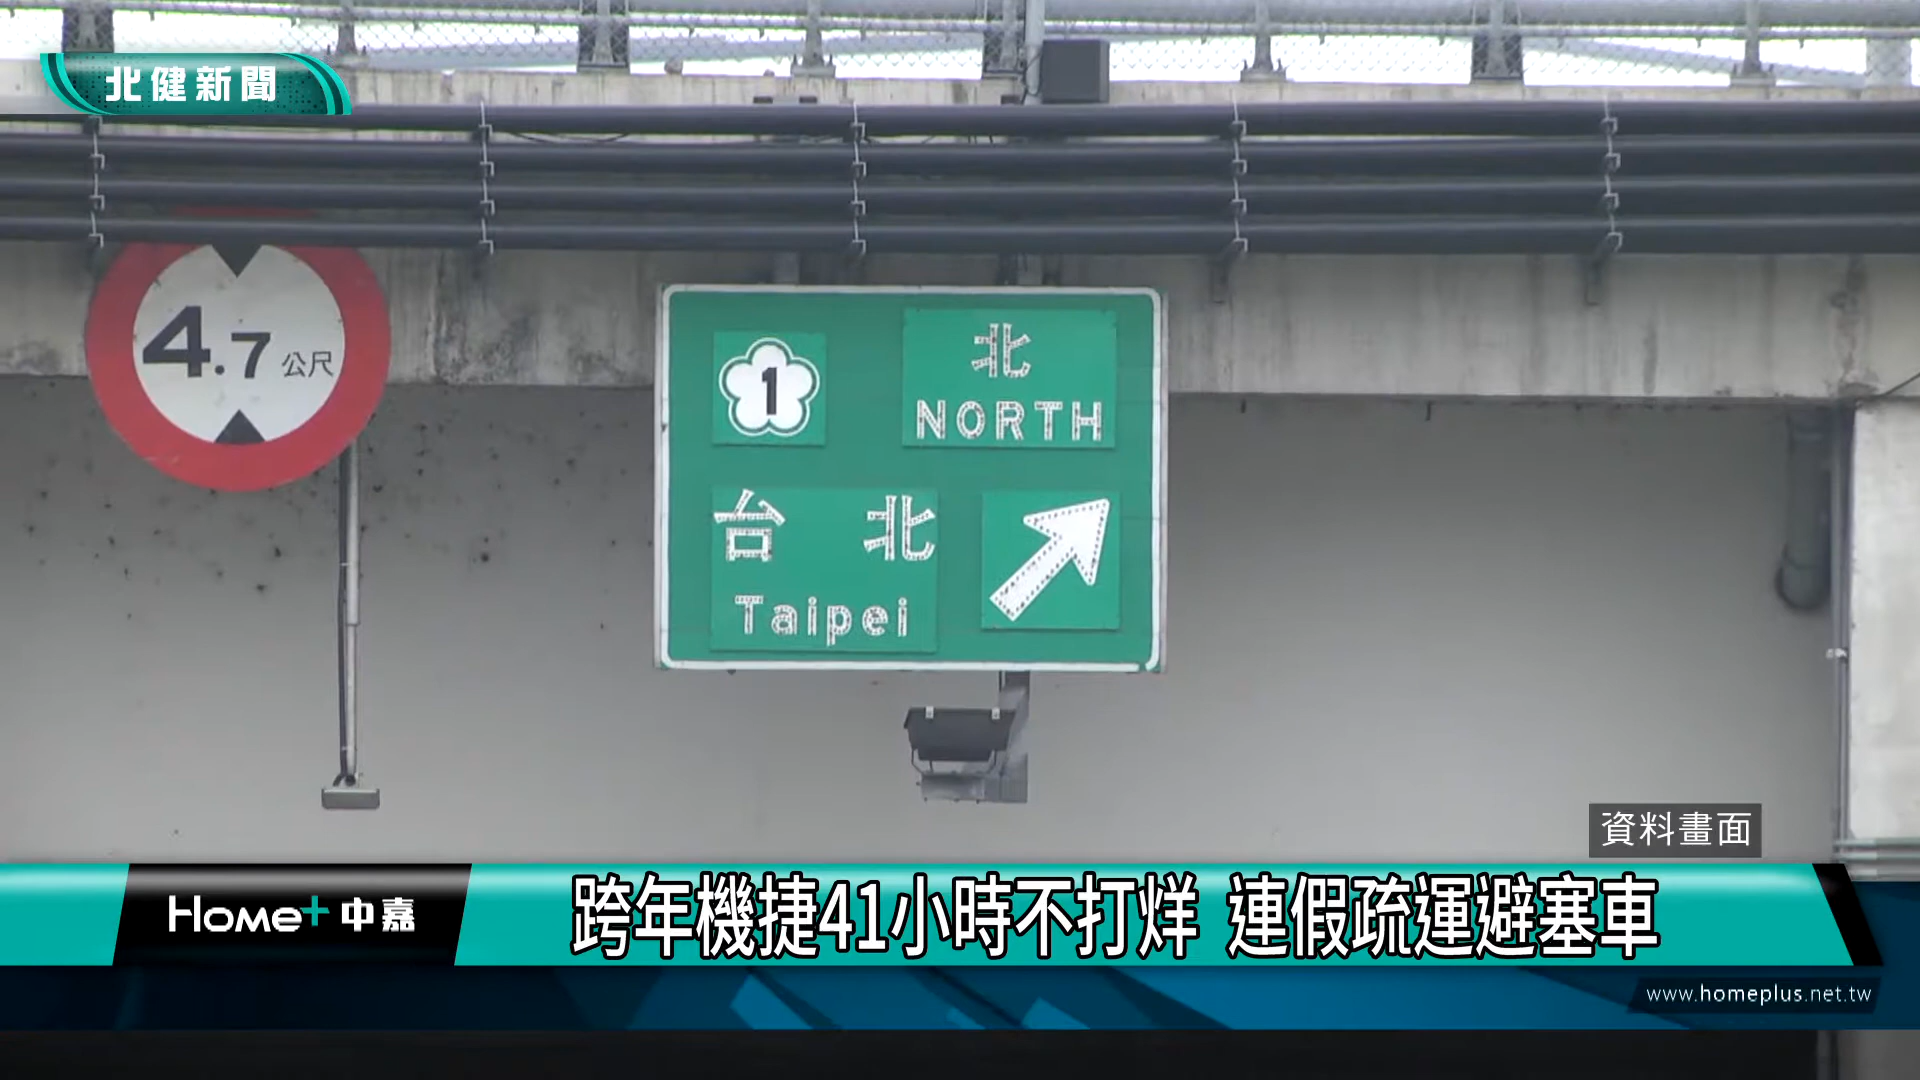 北健新聞
4.7公尺
1
北
NORTH
台北
Taipei
資料畫面
Home+中嘉
跨年機捷41小時不打烊 連假疏運避塞車
www.homeplus.net.tw